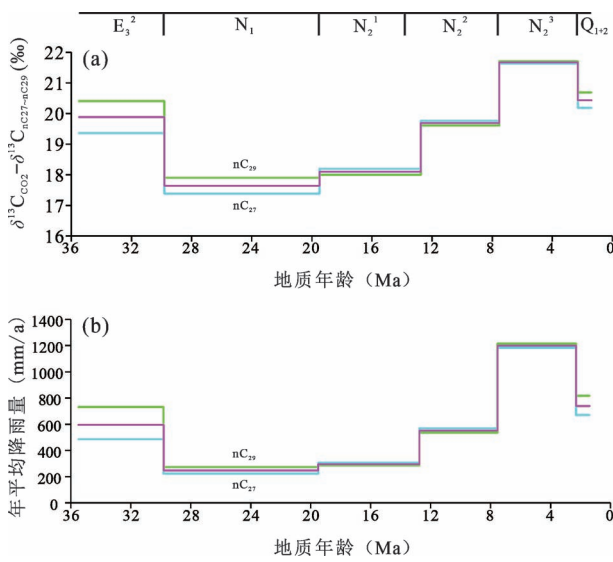 E₃² N₁ N₂¹ N₂² N₂³ Q₁₊₂
(a)
δ¹³C_CO2−δ¹³C_nC27~nC29 (‰)
22
21
20
19
18
17
16
nC₂₉
nC₂₇
36 32 28 24 20 16 12 8 4 0
地质年龄（Ma）
(b)
年平均降雨量（mm/a）
1400
1200
1000
800
600
400
200
0
nC₂₉
nC₂₇
36 32 28 24 20 16 12 8 4 0
地质年龄（Ma）